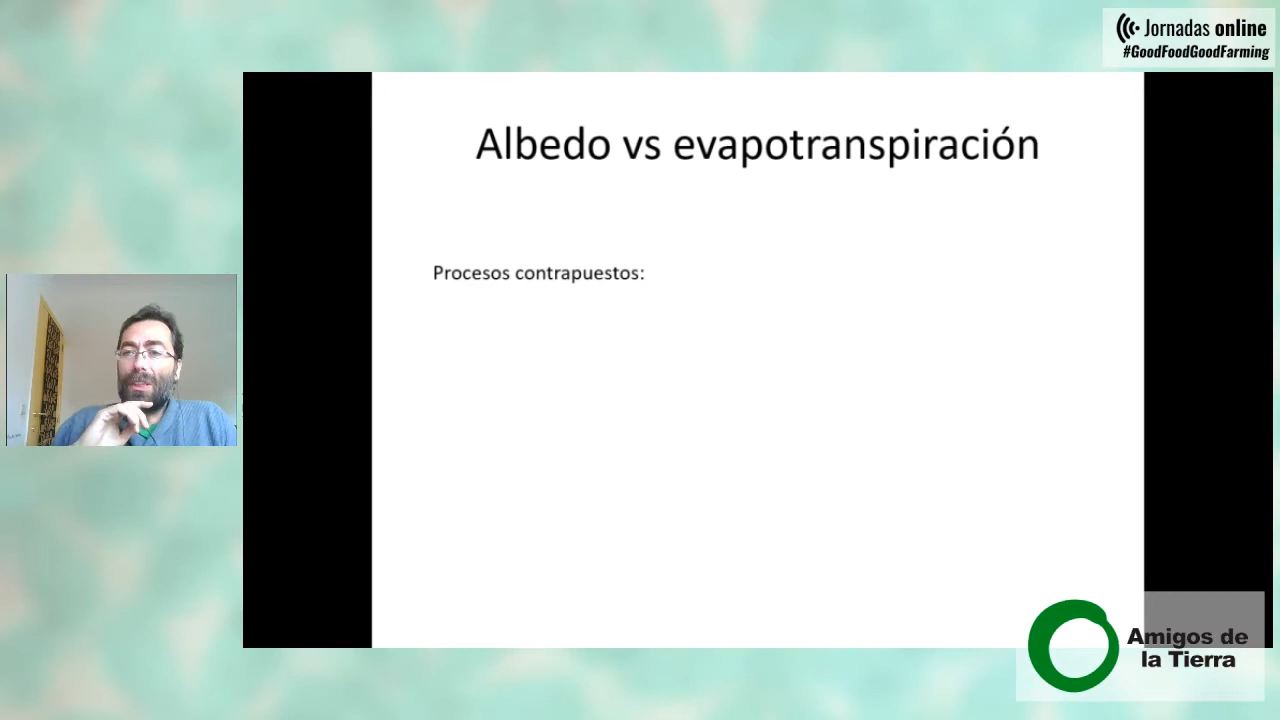 Jornadas online
#GoodFoodGoodFarming
Albedo vs evapotranspiración
Procesos contrapuestos:
Amigos de
la Tierra